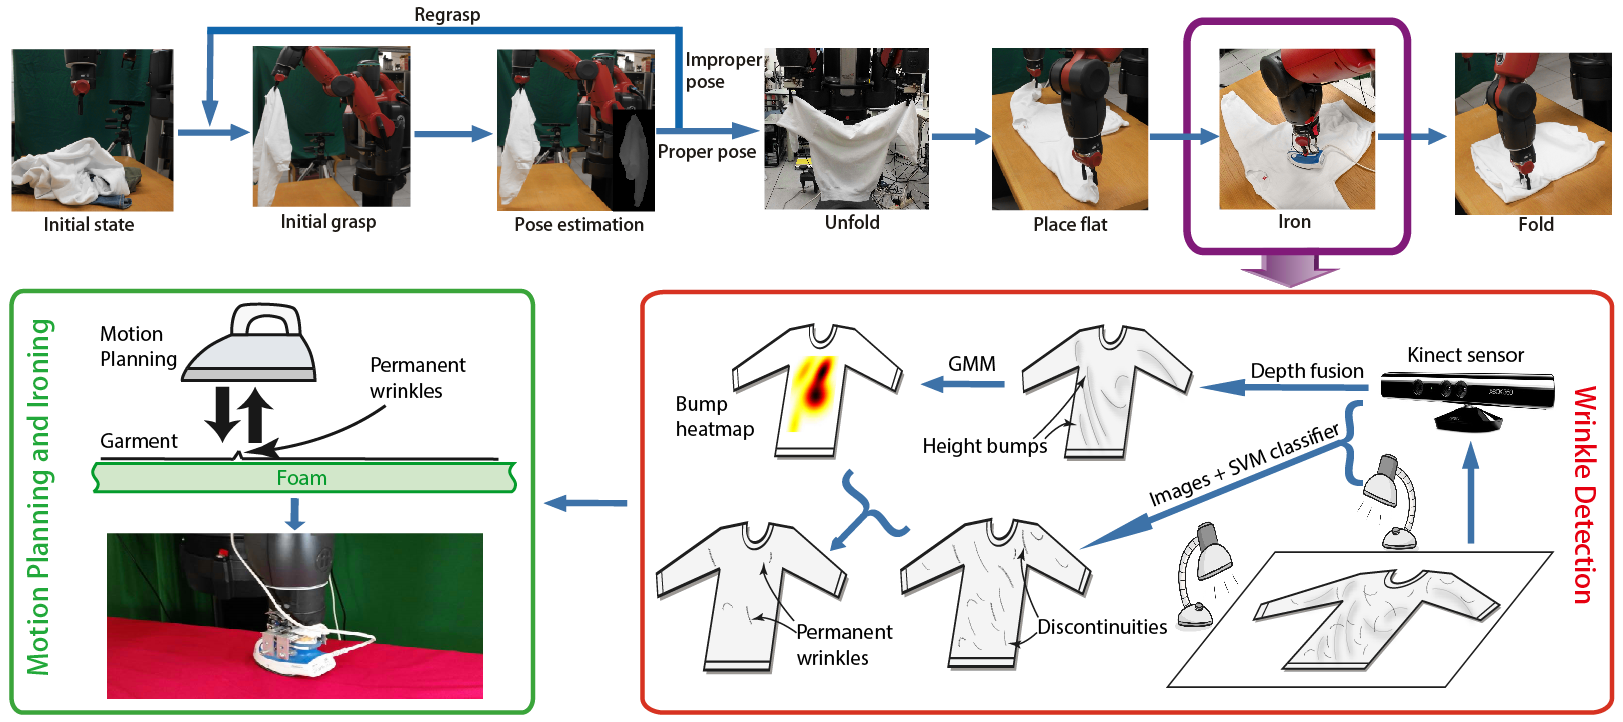 Regrasp
Improper
pose
Proper pose
Initial state
Initial grasp
Pose estimation
Unfold
Place flat
Iron
Fold
Motion Planning and Ironing
Motion
Planning
Permanent
wrinkles
Garment
Foam
Wrinkle Detection
Bump
heatmap
GMM
Height bumps
Depth fusion
Kinect sensor
XBOX360
Images + SVM classifier
Permanent
wrinkles
Discontinuities